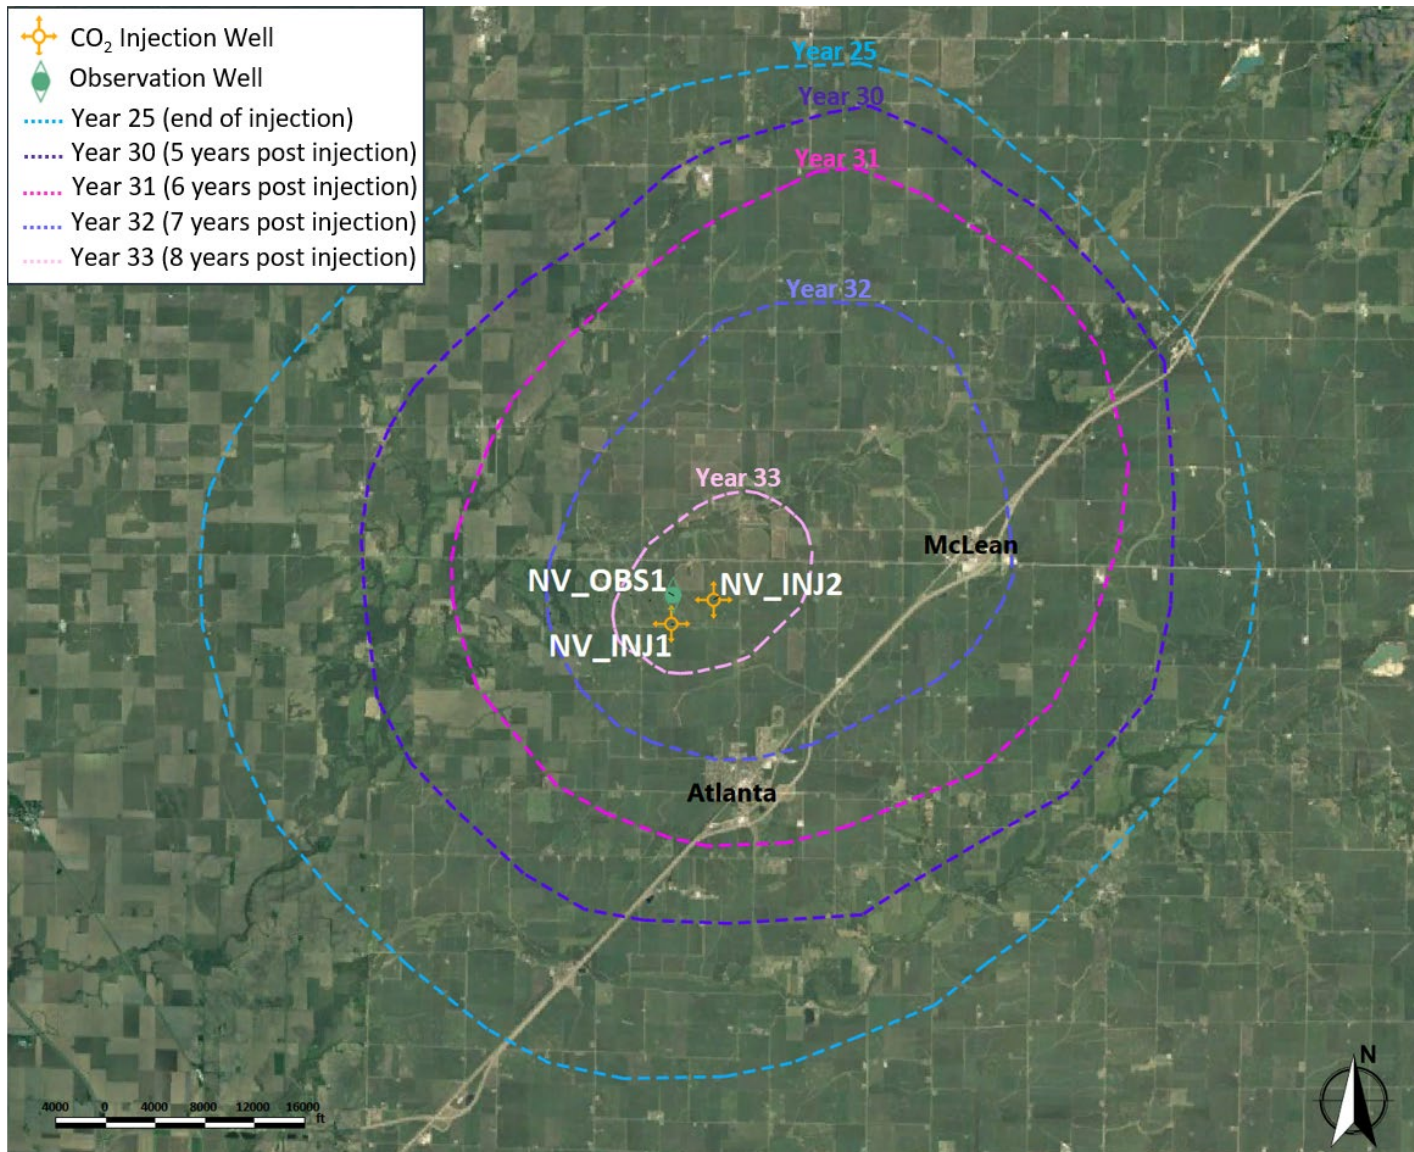 CO₂ Injection Well
Observation Well
Year 25 (end of injection)
Year 30 (5 years post injection)
Year 31 (6 years post injection)
Year 32 (7 years post injection)
Year 33 (8 years post injection)
Year 25
Year 30
Year 31
Year 32
Year 33
McLean
NV_OBS1
NV_INJ2
NV_INJ1
Atlanta
4000 0 4000 8000 12000 16000
ft
N